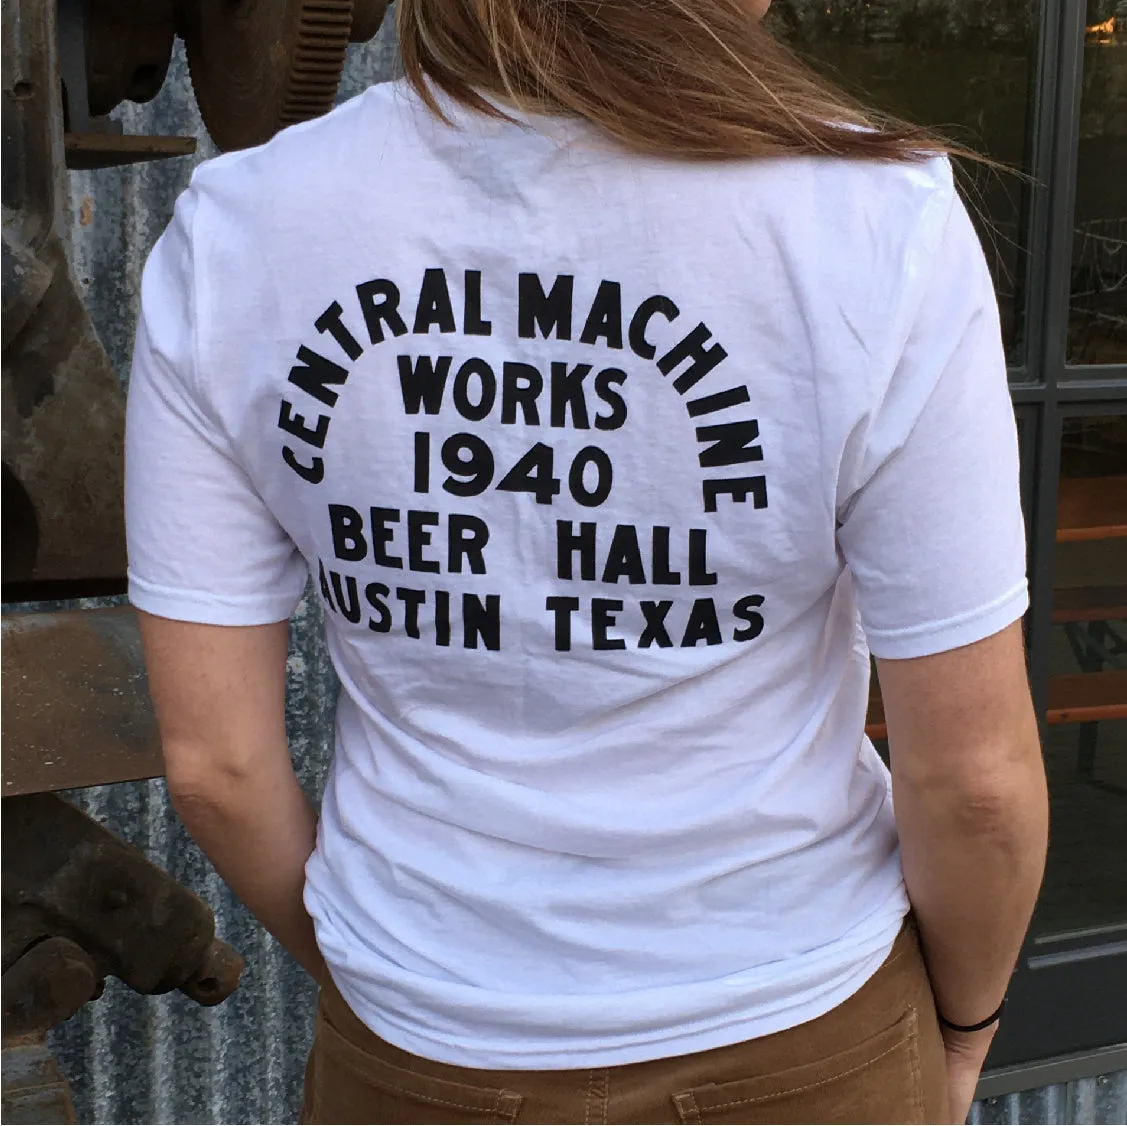 CENTRAL MACHINE
WORKS
1940
BEER HALL
AUSTIN TEXAS